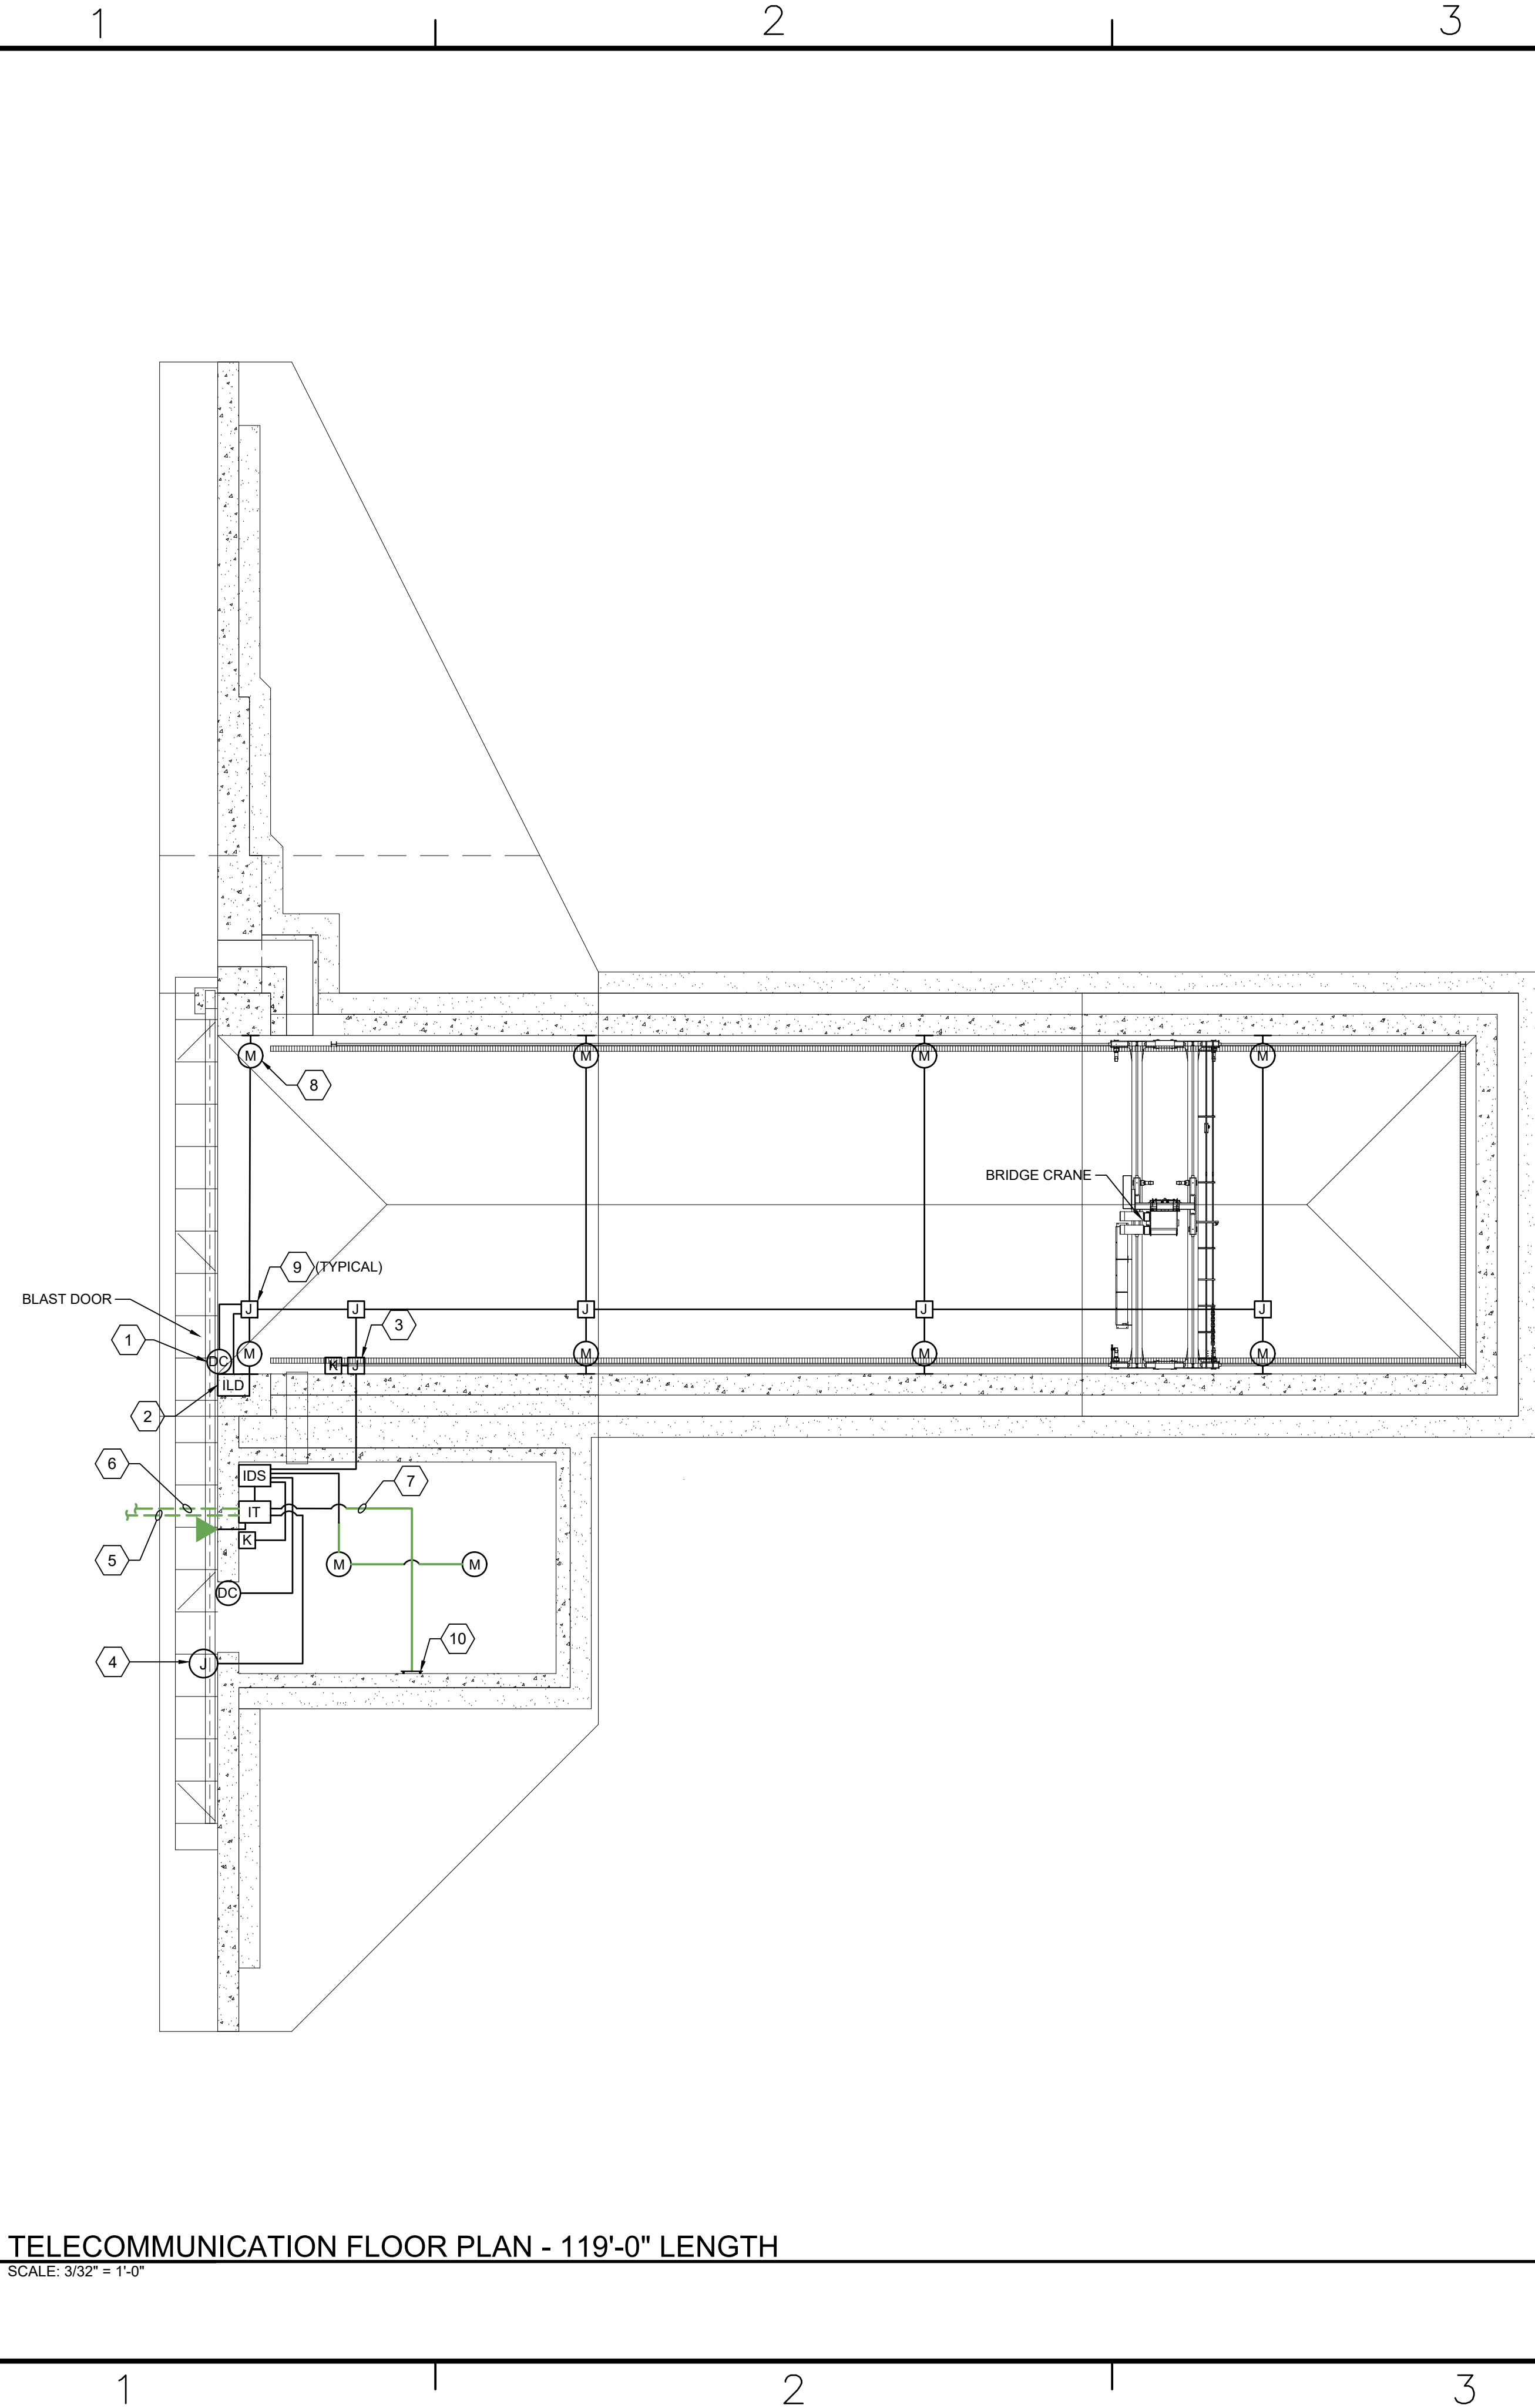 1 2 3
M M M M
8
BRIDGE CRANE
9 (TYPICAL)
BLAST DOOR
J J J J J
1 3
DC M K J M M M
ILD
2
6 IDS 7
IT
K
5 M M
DC
10
4 J
TELECOMMUNICATION FLOOR PLAN - 119'-0" LENGTH
SCALE: 3/32" = 1'-0"
1 2 3